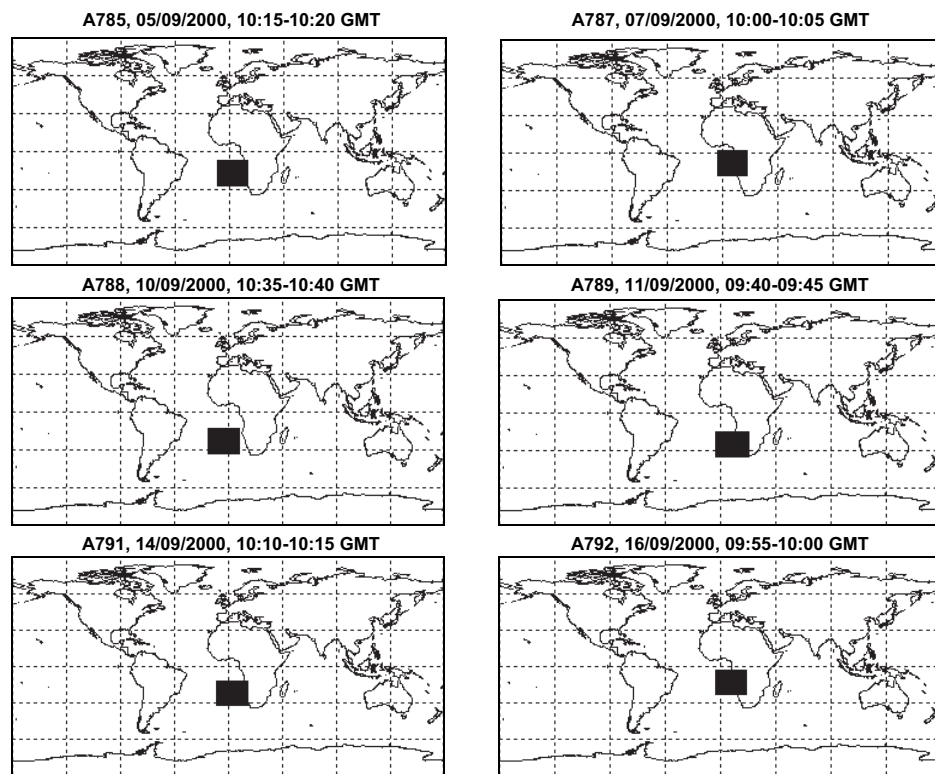 A785, 05/09/2000, 10:15-10:20 GMT
A787, 07/09/2000, 10:00-10:05 GMT
A788, 10/09/2000, 10:35-10:40 GMT
A789, 11/09/2000, 09:40-09:45 GMT
A791, 14/09/2000, 10:10-10:15 GMT
A792, 16/09/2000, 09:55-10:00 GMT